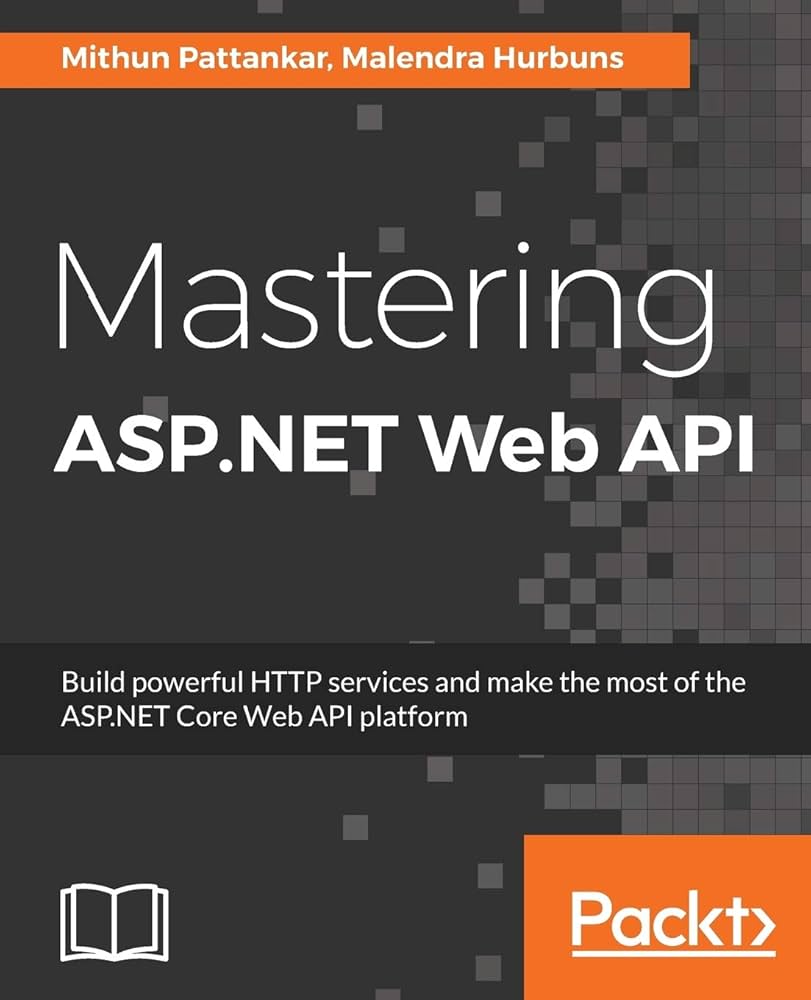 Mithun Pattankar, Malendra Hurbuns
Mastering
ASP.NET Web API
Build powerful HTTP services and make the most of the
ASP.NET Core Web API platform
Packt>